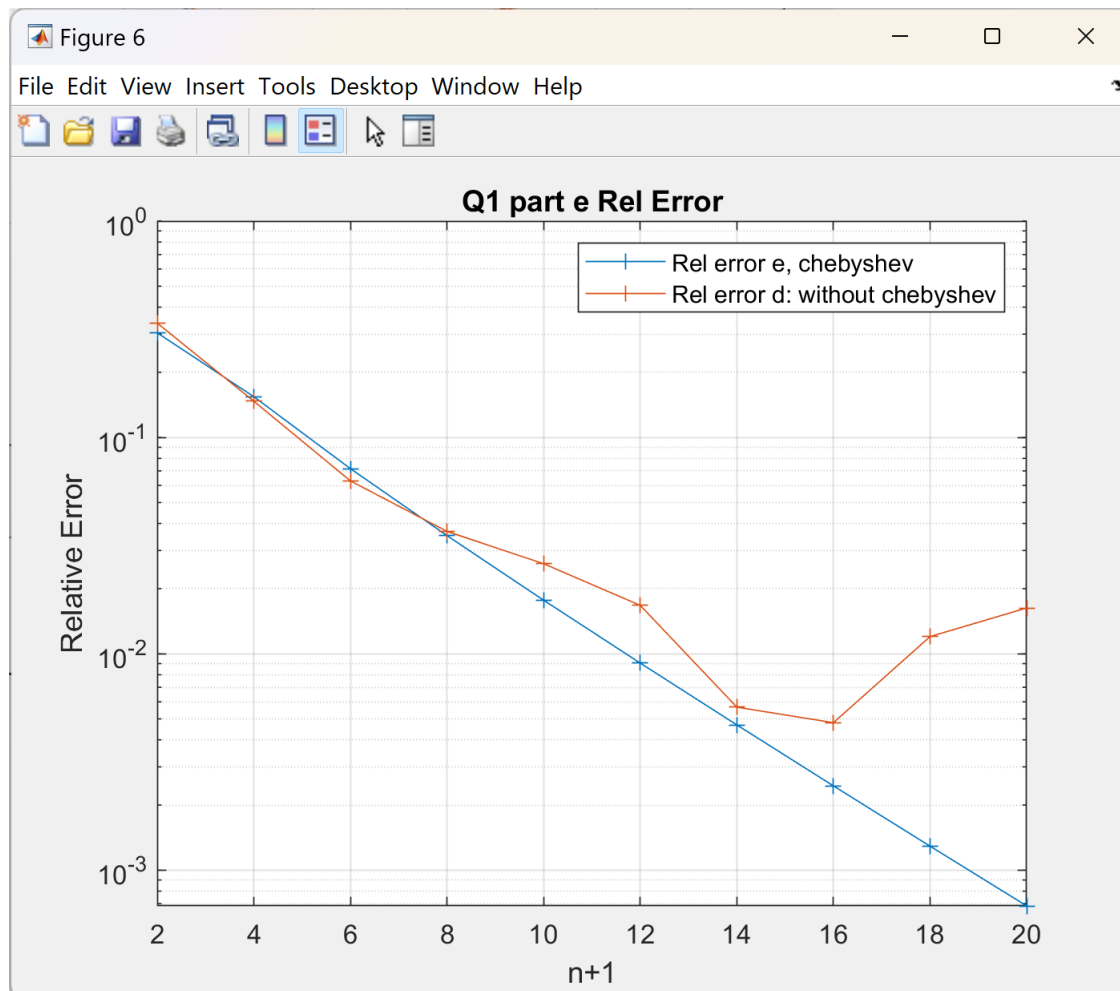 Figure 6
File Edit View Insert Tools Desktop Window Help
Q1 part e Rel Error
10^0
10^-1
10^-2
10^-3
Relative Error
Rel error e, chebyshev
Rel error d: without chebyshev
2 4 6 8 10 12 14 16 18 20
n+1